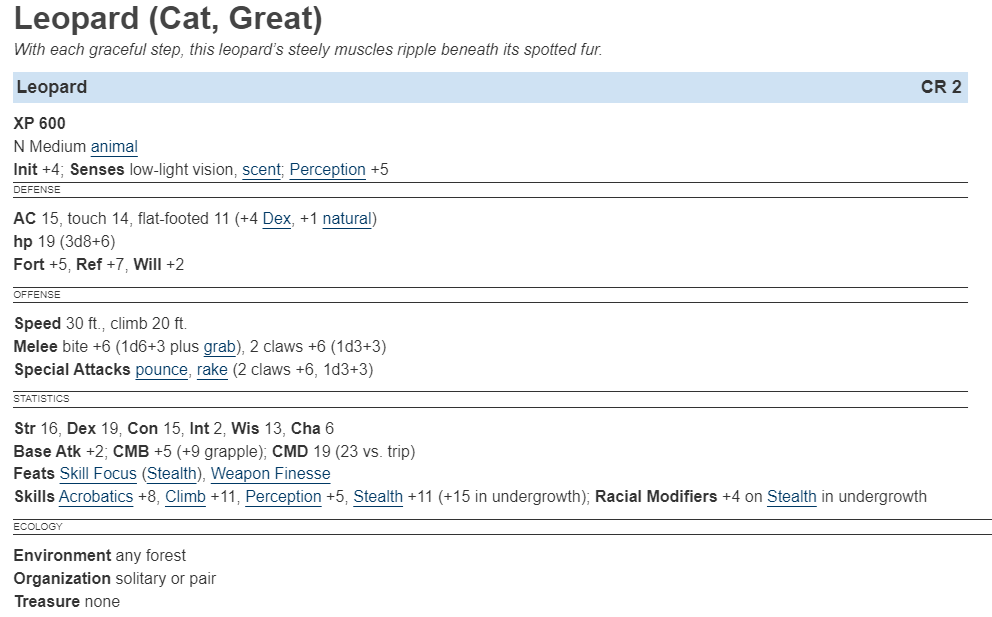 Leopard (Cat, Great)
With each graceful step, this leopard's steely muscles ripple beneath its spotted fur.
Leopard CR 2
XP 600
N Medium animal
Init +4; Senses low-light vision, scent; Perception +5
DEFENSE
AC 15, touch 14, flat-footed 11 (+4 Dex, +1 natural)
hp 19 (3d8+6)
Fort +5, Ref +7, Will +2
OFFENSE
Speed 30 ft., climb 20 ft.
Melee bite +6 (1d6+3 plus grab), 2 claws +6 (1d3+3)
Special Attacks pounce, rake (2 claws +6, 1d3+3)
STATISTICS
Str 16, Dex 19, Con 15, Int 2, Wis 13, Cha 6
Base Atk +2; CMB +5 (+9 grapple); CMD 19 (23 vs. trip)
Feats Skill Focus (Stealth), Weapon Finesse
Skills Acrobatics +8, Climb +11, Perception +5, Stealth +11 (+15 in undergrowth); Racial Modifiers +4 on Stealth in undergrowth
ECOLOGY
Environment any forest
Organization solitary or pair
Treasure none